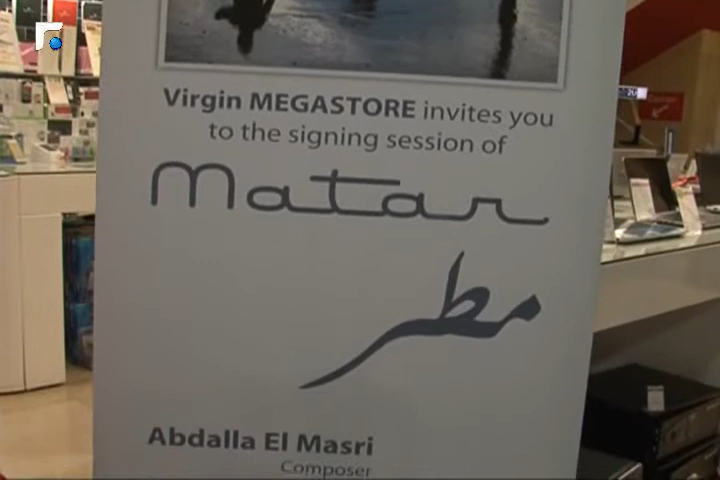 Virgin MEGASTORE invites you
to the signing session of
Matar
مطر
Abdalla El Masri
Composer